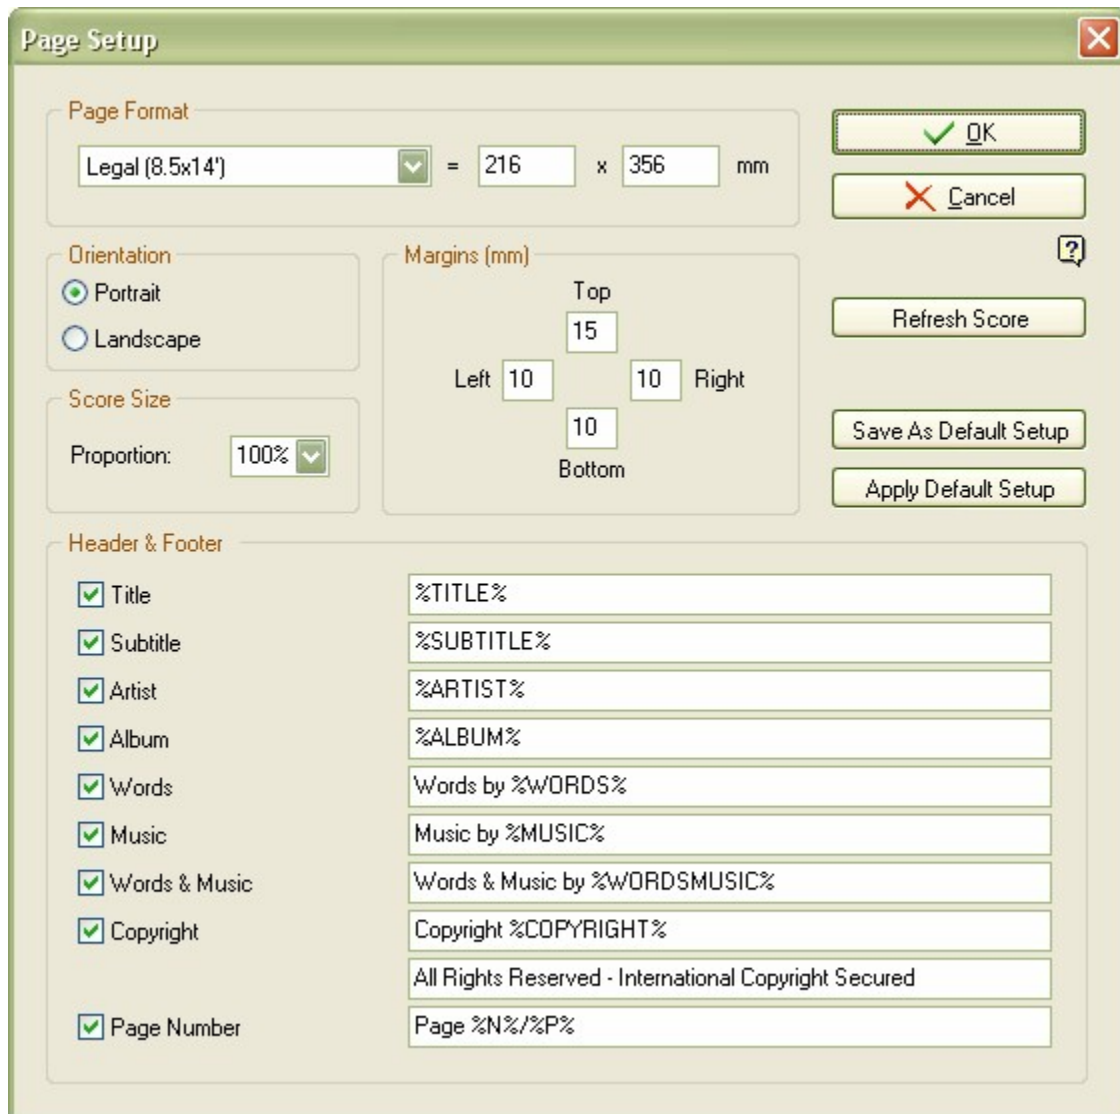 Page Setup
Page Format
Legal (8.5x14') = 216 x 356 mm
OK
Cancel
?
Orientation
Portrait
Landscape
Margins (mm)
Top
15
Left 10 10 Right
10
Bottom
Refresh Score
Score Size
Proportion: 100%
Save As Default Setup
Apply Default Setup
Header & Footer
Title %TITLE%
Subtitle %SUBTITLE%
Artist %ARTIST%
Album %ALBUM%
Words Words by %WORDS%
Music Music by %MUSIC%
Words & Music Words & Music by %WORDSMUSIC%
Copyright Copyright %COPYRIGHT%
All Rights Reserved - International Copyright Secured
Page Number Page %N%/%P%